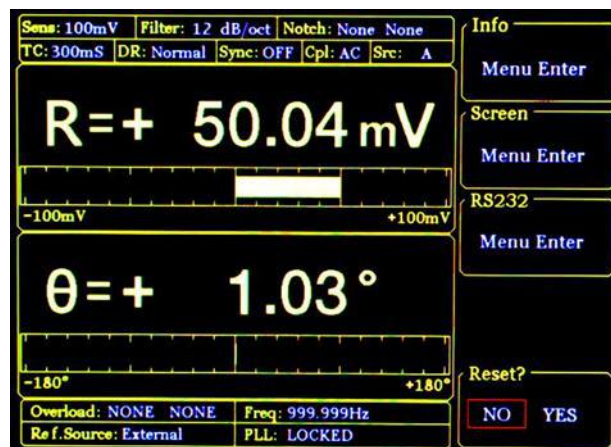 Sens: 100mV Filter: 12 dB/oct Notch: None None
TC: 300mS DR: Normal Sync: OFF Cpl: AC Src: A
R=+ 50.04 mV
-100mV +100mV
θ=+ 1.03°
-180° +180°
Overload: NONE NONE Freq: 999.999Hz
Ref.Source: External PLL: LOCKED
Info
Menu Enter
Screen
Menu Enter
RS232
Menu Enter
Reset?
NO YES